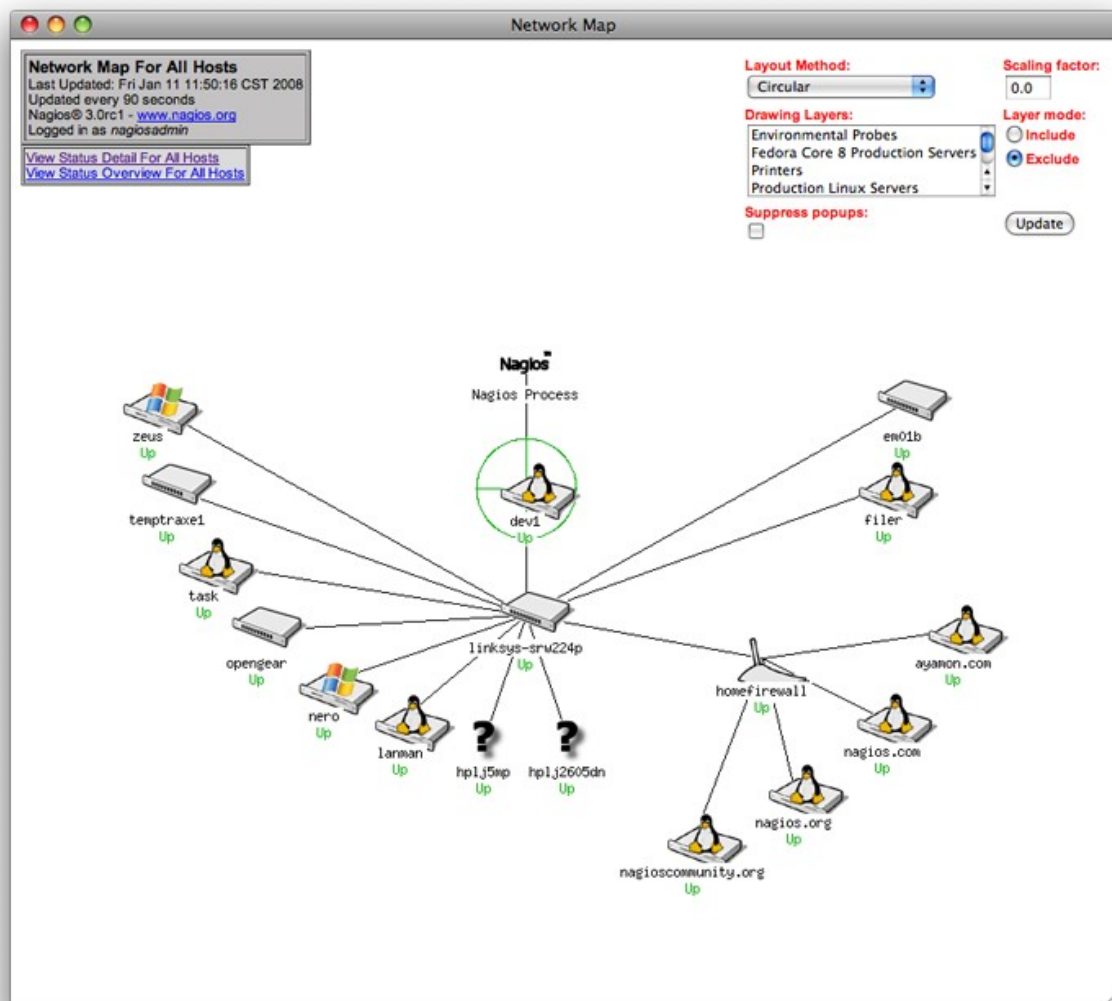 Network Map
Network Map For All Hosts
Last Updated: Fri Jan 11 11:50:16 CST 2008
Updated every 90 seconds
Nagios® 3.0rc1 - www.nagios.org
Logged in as nagiosadmin
View Status Detail For All Hosts
View Status Overview For All Hosts
Layout Method:
Circular
Scaling factor:
0.0
Drawing Layers:
Environmental Probes
Fedora Core 8 Production Servers
Printers
Production Linux Servers
Layer mode:
Include
Exclude
Suppress popups:
Update
Nagios™
Nagios Process
zeus
Up
em01b
Up
temptraxe1
Up
dev1
Up
filer
Up
task
Up
linksys-srw224p
Up
opengear
Up
ayamon.com
Up
homefirewall
Up
nero
Up
lanman
Up
nagios.com
Up
hplj5mp
Up
hplj2605dn
Up
nagios.org
Up
nagioscommunity.org
Up